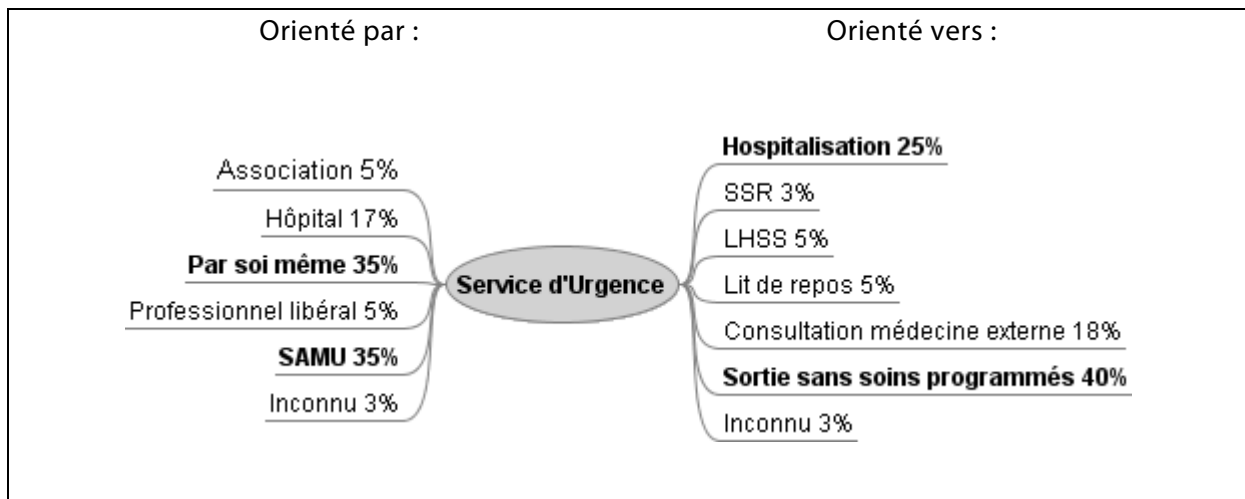 Orienté par :
Orienté vers :
Association 5%
Hôpital 17%
Par soi même 35%
Professionnel libéral 5%
SAMU 35%
Inconnu 3%
Service d'Urgence
Hospitalisation 25%
SSR 3%
LHSS 5%
Lit de repos 5%
Consultation médecine externe 18%
Sortie sans soins programmés 40%
Inconnu 3%